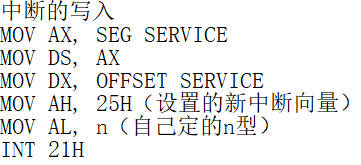 中断的写入
MOV AX, SEG SERVICE
MOV DS, AX
MOV DX, OFFSET SERVICE
MOV AH, 25H（设置的新中断向量）
MOV AL, n（自己定的n型）
INT 21H